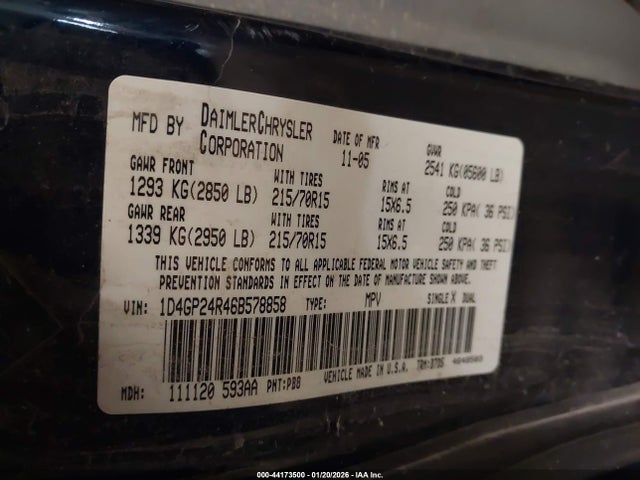 MFD BY DAIMLERCHRYSLER CORPORATION DATE OF MFR 11-05 GVWR 2541 KG(05600 LB)
GAWR FRONT WITH TIRES RIMS AT COLD
1293 KG(2850 LB) 215/70R15 15X6.5 250 KPA( 36 PSI)
GAWR REAR WITH TIRES RIMS AT COLD
1339 KG(2950 LB) 215/70R15 15X6.5 250 KPA( 36 PSI)
THIS VEHICLE CONFORMS TO ALL APPLICABLE FEDERAL MOTOR VEHICLE SAFETY AND THEFT
PREVENTION STANDARDS IN EFFECT ON THE DATE OF MANUFACTURE SHOWN ABOVE.
VIN: 1D4GP24R46B578858 TYPE: MPV SINGLE X DUAL
MDH: 111120 593AA PNT:PB8 VEHICLE MADE IN U.S.A.
000-44173500 - 01/20/2026 - IAA Inc.